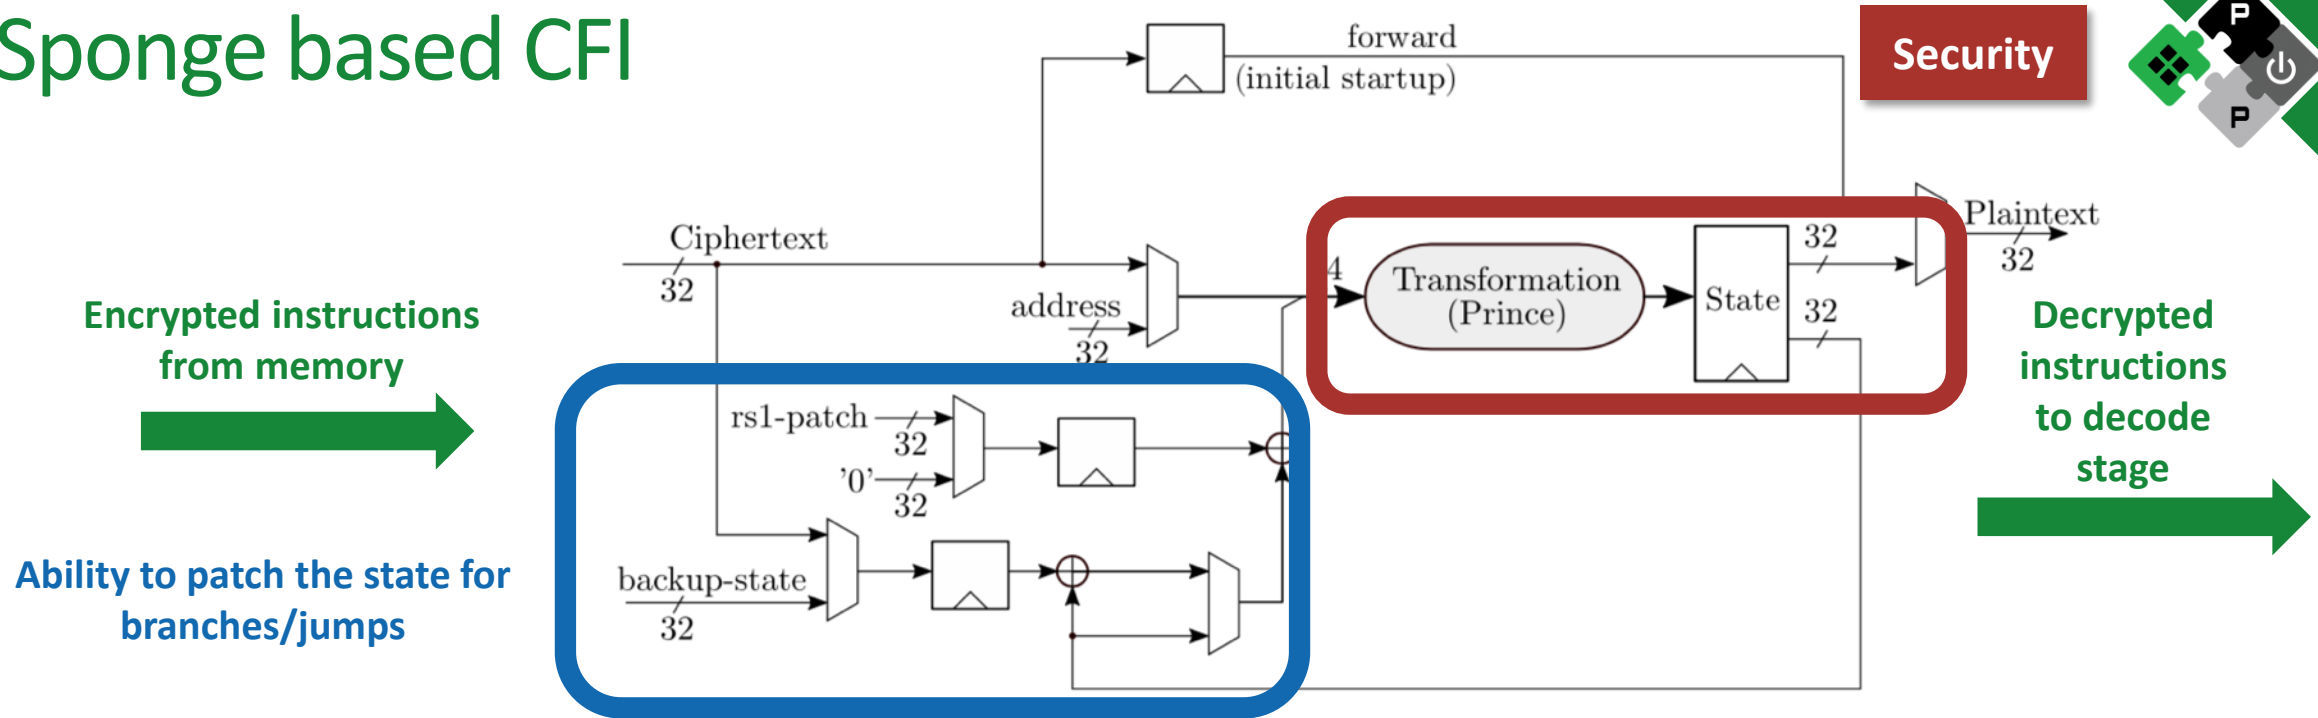 Sponge based CFI
forward
(initial startup)
Security
P
P
Ciphertext
32
address
32
4
Transformation
(Prince)
State
32
32
Plaintext
32
Encrypted instructions
from memory
Decrypted
instructions
to decode
stage
rs1-patch
32
'0'
32
backup-state
32
Ability to patch the state for
branches/jumps